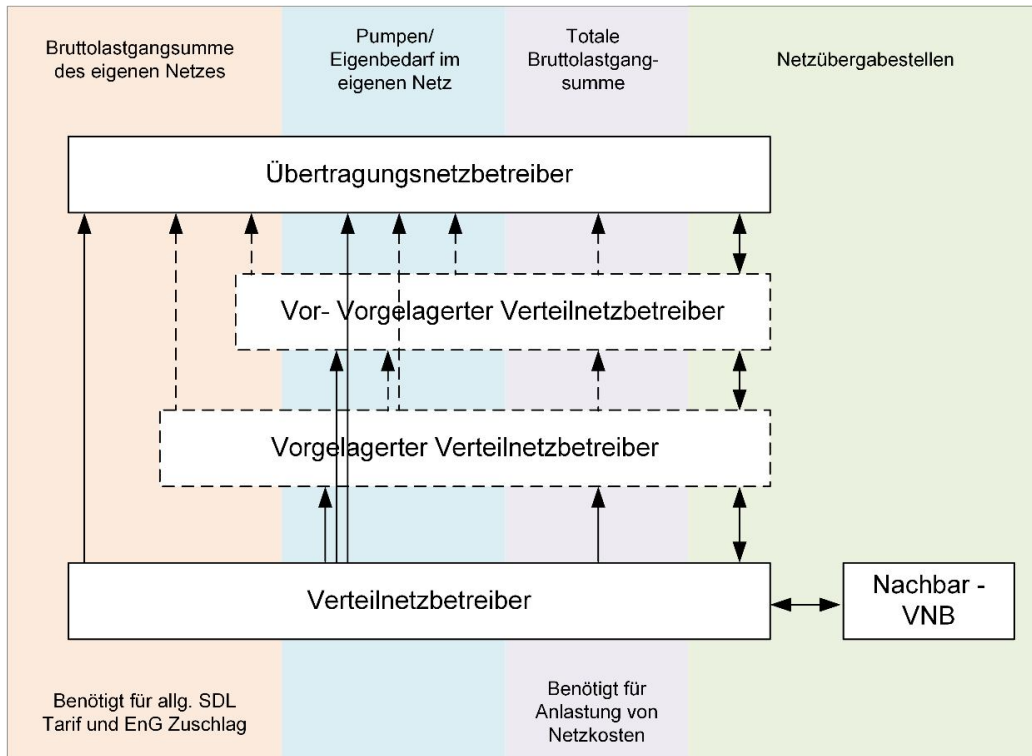 Bruttolastgangsumme
des eigenen Netzes
Pumpen/
Eigenbedarf im
eigenen Netz
Totale
Bruttolastgang-
summe
Netzübergabestellen
Übertragungsnetzbetreiber
Vor- Vorgelagerter Verteilnetzbetreiber
Vorgelagerter Verteilnetzbetreiber
Verteilnetzbetreiber
Nachbar -
VNB
Benötigt für allg. SDL
Tarif und EnG Zuschlag
Benötigt für
Anlastung von
Netzkosten